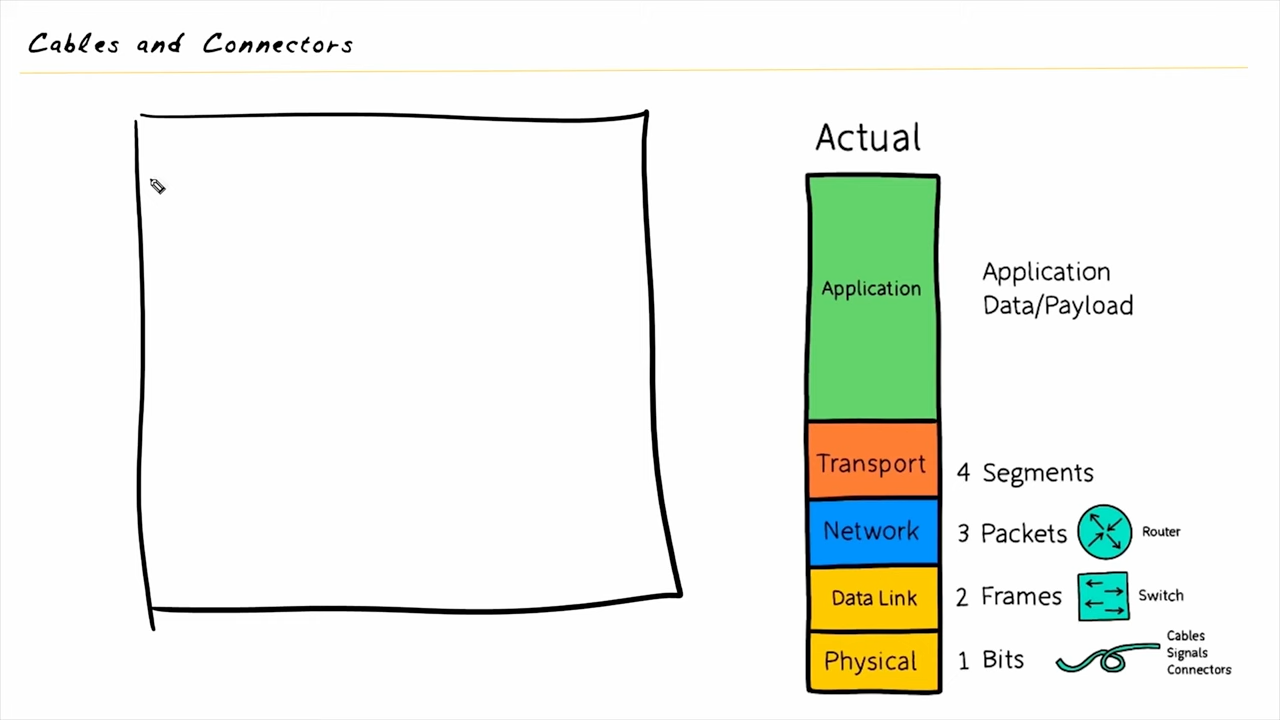 Cables and Connectors
Actual
Application
Application
Data/Payload
Transport
4 Segments
Network
3 Packets
Router
Data Link
2 Frames
Switch
Physical
1 Bits
Cables
Signals
Connectors